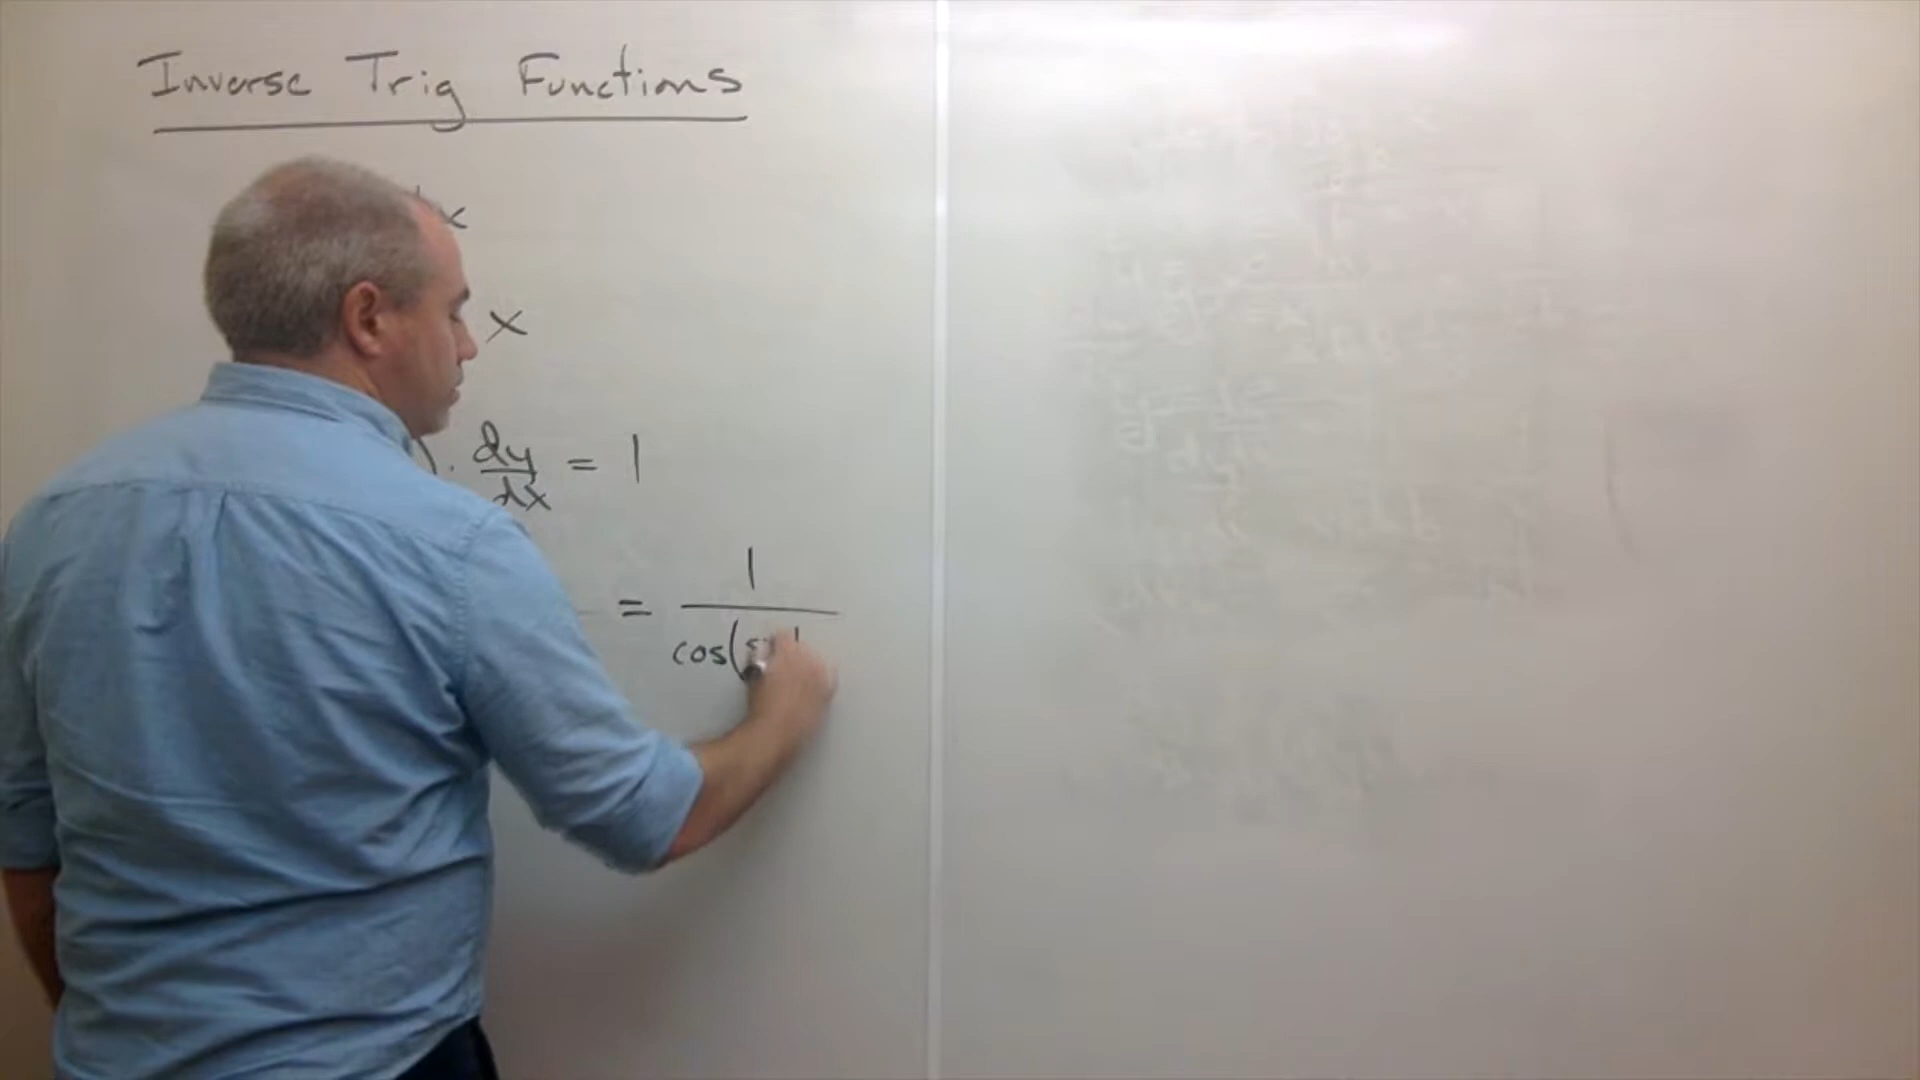 Inverse Trig Functions
x
x
) . dy/dx = 1
= 1/cos(